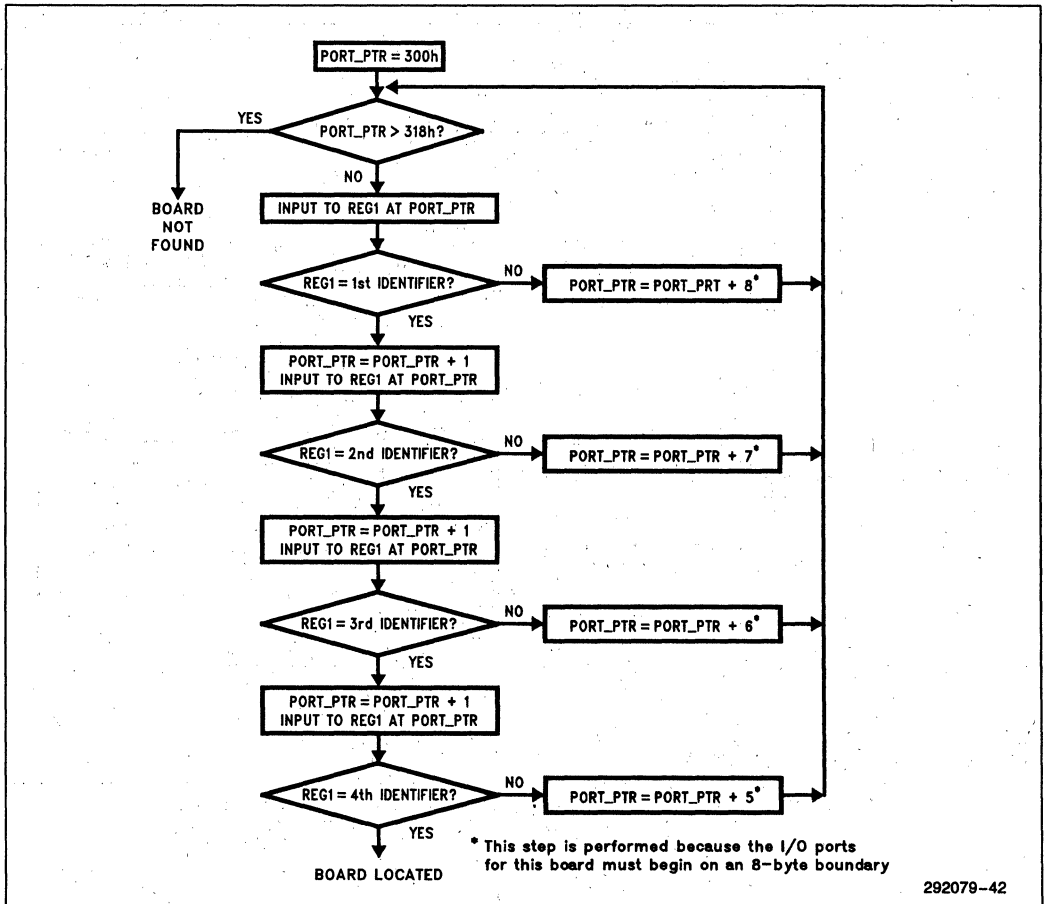 PORT_PTR = 300h
YES
PORT_PTR > 318h?
NO
BOARD
NOT
FOUND
INPUT TO REG1 AT PORT_PTR
REG1 = 1st IDENTIFIER?
NO
PORT_PTR = PORT_PRT + 8*
YES
PORT_PTR = PORT_PTR + 1
INPUT TO REG1 AT PORT_PTR
REG1 = 2nd IDENTIFIER?
NO
PORT_PTR = PORT_PTR + 7*
YES
PORT_PTR = PORT_PTR + 1
INPUT TO REG1 AT PORT_PTR
REG1 = 3rd IDENTIFIER?
NO
PORT_PTR = PORT_PTR + 6*
YES
PORT_PTR = PORT_PTR + 1
INPUT TO REG1 AT PORT_PTR
REG1 = 4th IDENTIFIER?
NO
PORT_PTR = PORT_PTR + 5*
YES
BOARD LOCATED
* This step is performed because the I/O ports
for this board must begin on an 8-byte boundary
292079-42